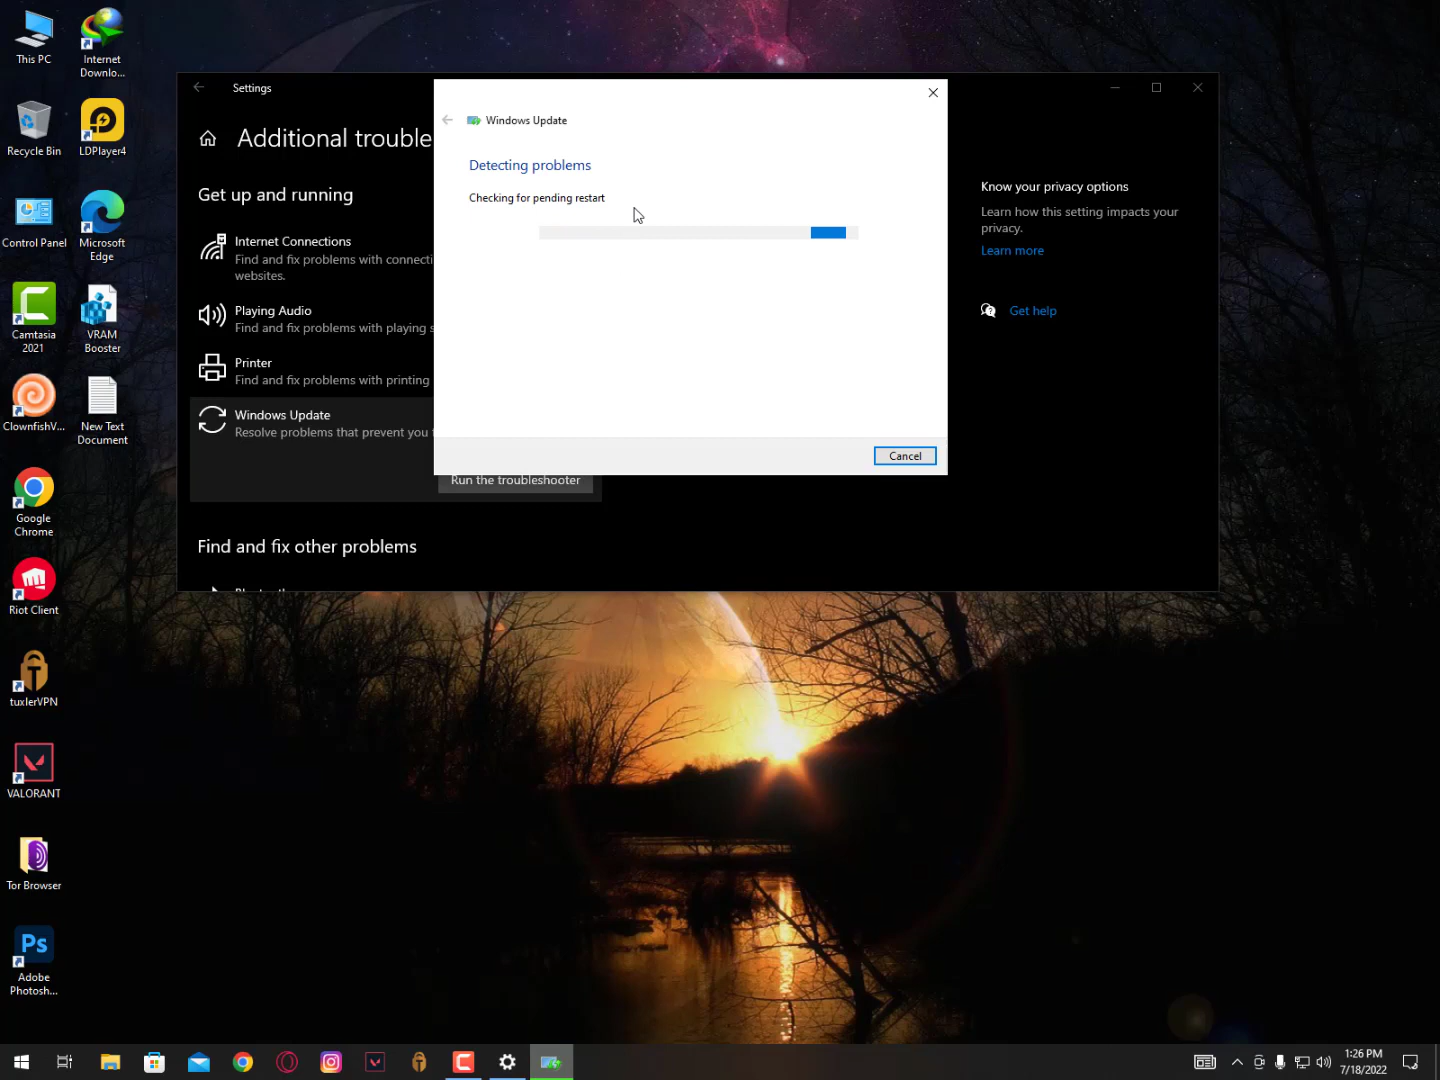 This PC
Internet
Downlo...
Recycle Bin
LDPlayer4
Control Panel
Microsoft
Edge
Camtasia
2021
VRAM
Booster
ClownfishV...
New Text
Document
Google
Chrome
Riot Client
tuxlerVPN
VALORANT
Tor Browser
Ps
Adobe
Photosh...
Settings
Additional trouble
Get up and running
Internet Connections
Find and fix problems with connecti
websites.
Playing Audio
Find and fix problems with playing s
Printer
Find and fix problems with printing
Windows Update
Resolve problems that prevent you
Run the troubleshooter
Find and fix other problems
Windows Update
Detecting problems
Checking for pending restart
Cancel
Know your privacy options
Learn how this setting impacts your
privacy.
Learn more
Get help
1:26 PM
7/18/2022